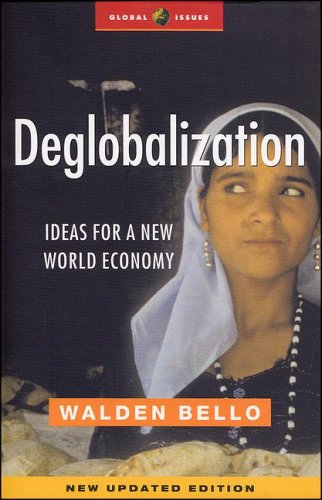 GLOBAL ISSUES
Deglobalization
IDEAS FOR A NEW
WORLD ECONOMY
WALDEN BELLO
NEW UPDATED EDITION